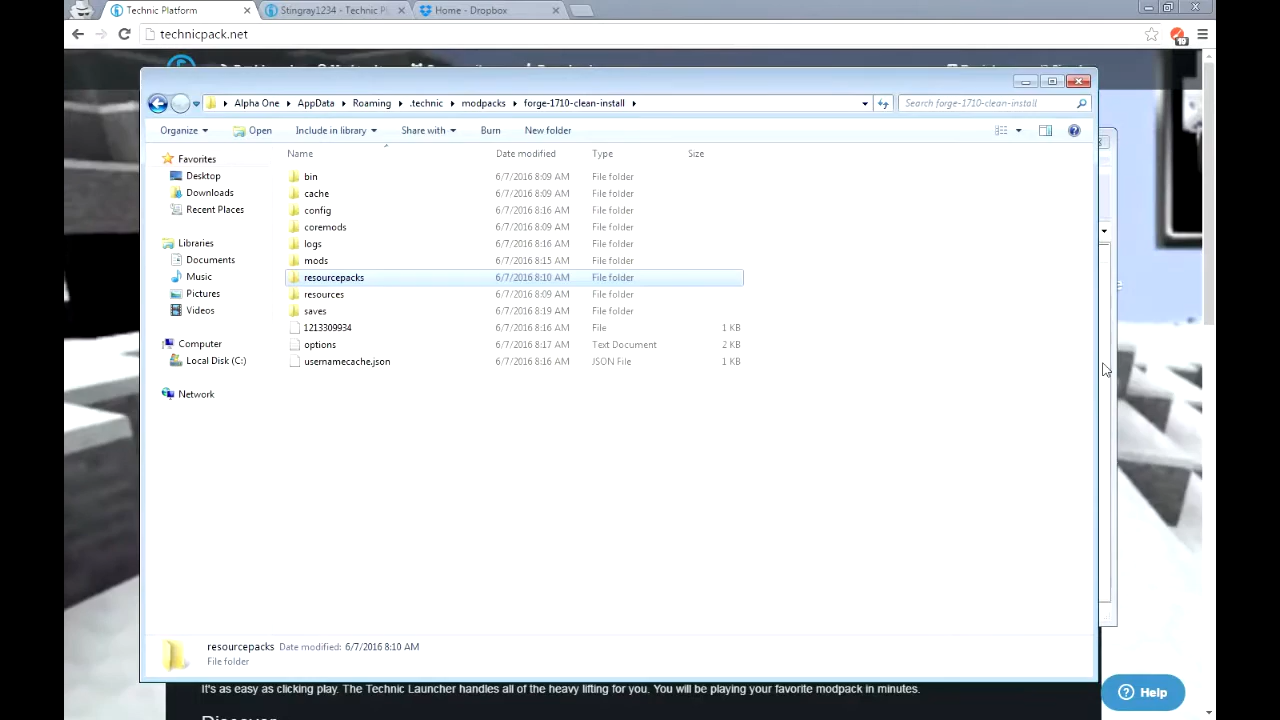 Technic Platform
Stingray1234 - Technic Pl
Home - Dropbox
technicpack.net
19
Alpha One
AppData
Roaming
.technic
modpacks
forge-1710-clean-install
Search forge-1710-clean-install
Organize
Open
Include in library
Share with
Burn
New folder
Name
Date modified
Type
Size
Favorites
Desktop
Downloads
Recent Places
Libraries
Documents
Music
Pictures
Videos
Computer
Local Disk (C:)
Network
bin 6/7/2016 8:09 AM File folder
cache 6/7/2016 8:09 AM File folder
config 6/7/2016 8:16 AM File folder
coremods 6/7/2016 8:09 AM File folder
logs 6/7/2016 8:16 AM File folder
mods 6/7/2016 8:15 AM File folder
resourcepacks 6/7/2016 8:10 AM File folder
resources 6/7/2016 8:09 AM File folder
saves 6/7/2016 8:19 AM File folder
1213309934 6/7/2016 8:16 AM File 1 KB
options 6/7/2016 8:17 AM Text Document 2 KB
usernamecache.json 6/7/2016 8:16 AM JSON File 1 KB
resourcepacks Date modified: 6/7/2016 8:10 AM
File folder
It's as easy as clicking play. The Technic Launcher handles all of the heavy lifting for you. You will be playing your favorite modpack in minutes.
Discover
Help